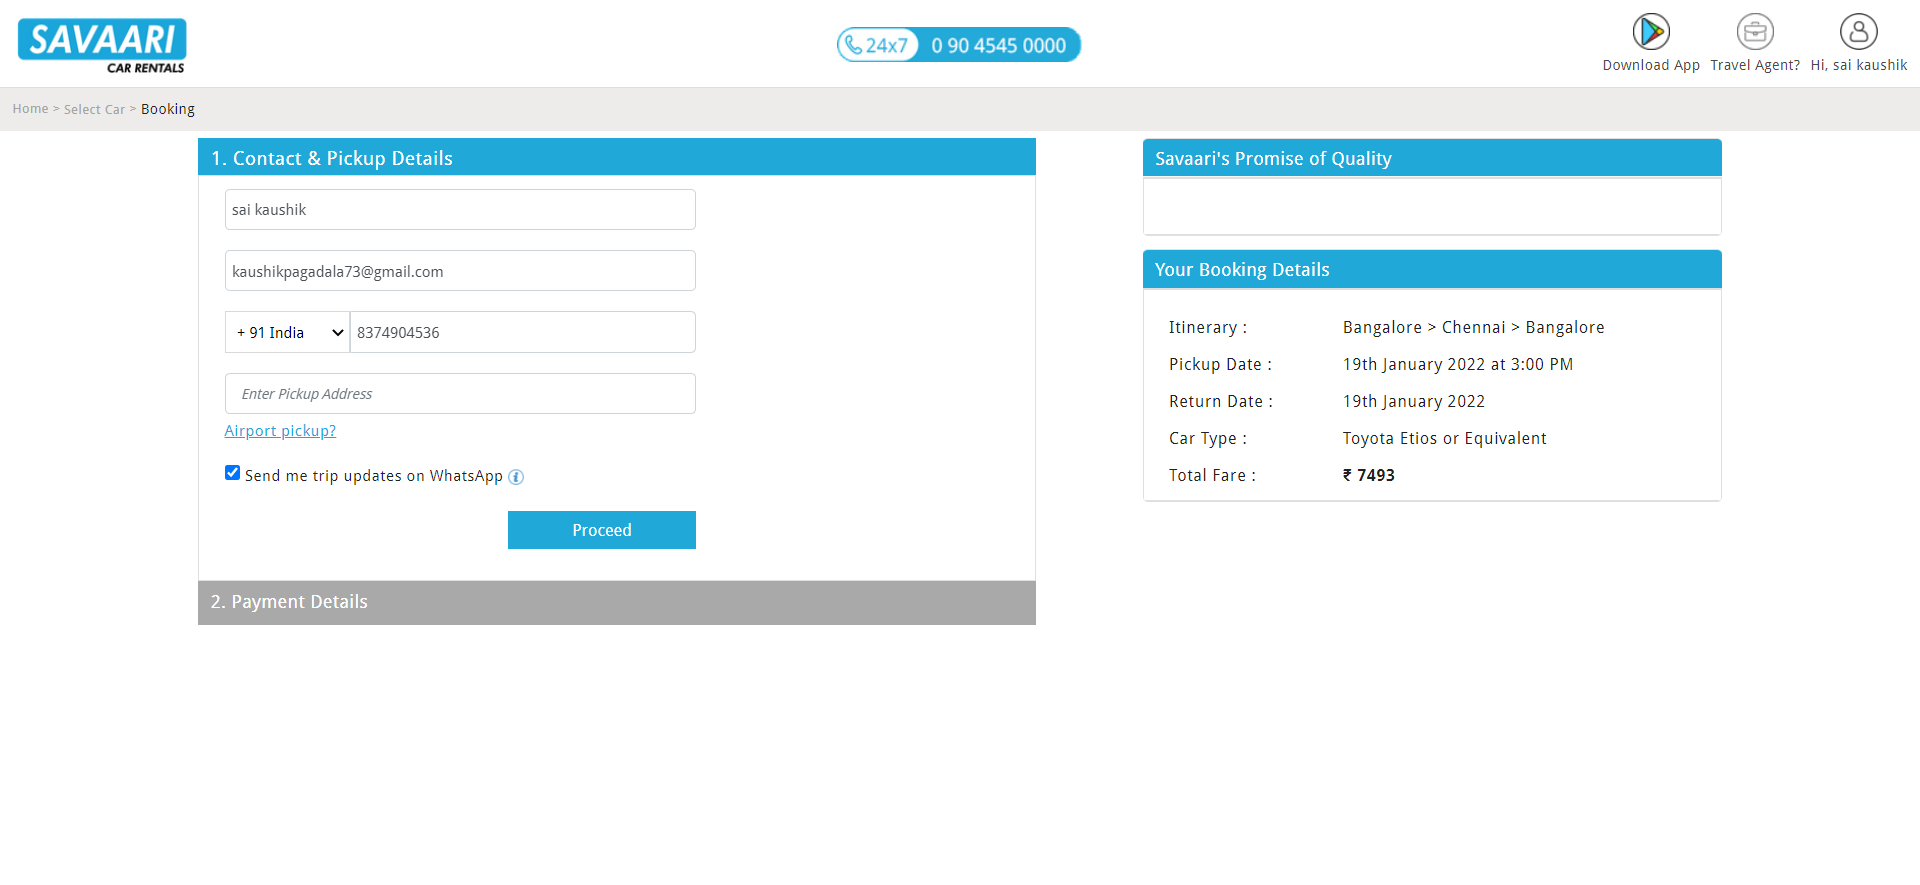 SAVAARI
CAR RENTALS
24x7 0 90 4545 0000
Download App
Travel Agent?
Hi, sai kaushik
Home > Select Car > Booking
1. Contact & Pickup Details
sai kaushik
kaushikpagadala73@gmail.com
+ 91 India
8374904536
Enter Pickup Address
Airport pickup?
Send me trip updates on WhatsApp i
Proceed
2. Payment Details
Savaari's Promise of Quality
Your Booking Details
Itinerary : Bangalore > Chennai > Bangalore
Pickup Date : 19th January 2022 at 3:00 PM
Return Date : 19th January 2022
Car Type : Toyota Etios or Equivalent
Total Fare : ₹ 7493